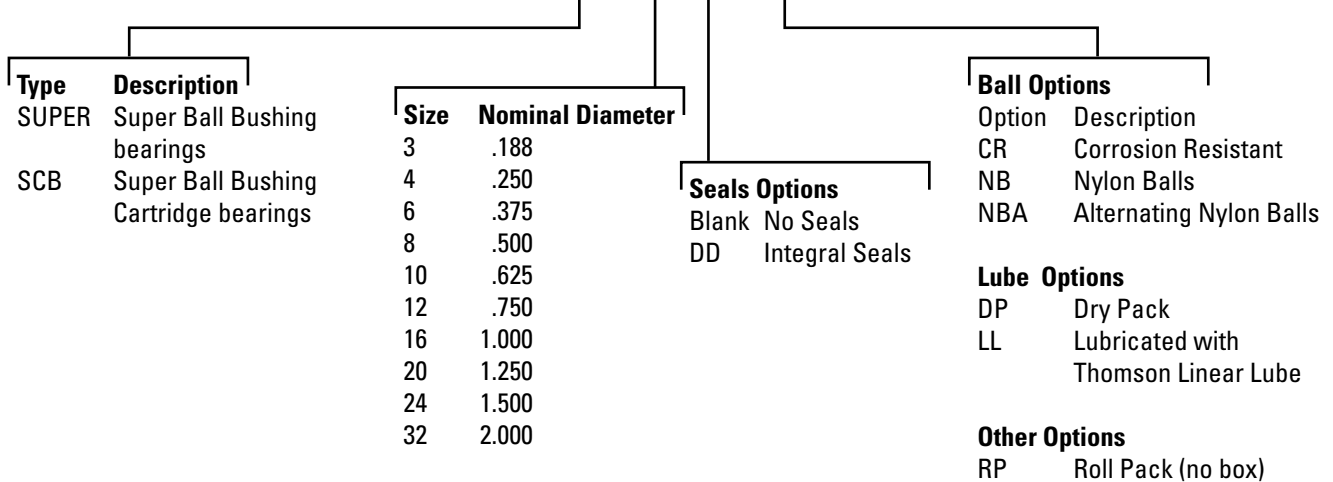 Type Description
SUPER Super Ball Bushing
bearings
SCB Super Ball Bushing
Cartridge bearings
Size Nominal Diameter
3 .188
4 .250
6 .375
8 .500
10 .625
12 .750
16 1.000
20 1.250
24 1.500
32 2.000
Seals Options
Blank No Seals
DD Integral Seals
Ball Options
Option Description
CR Corrosion Resistant
NB Nylon Balls
NBA Alternating Nylon Balls
Lube Options
DP Dry Pack
LL Lubricated with
Thomson Linear Lube
Other Options
RP Roll Pack (no box)